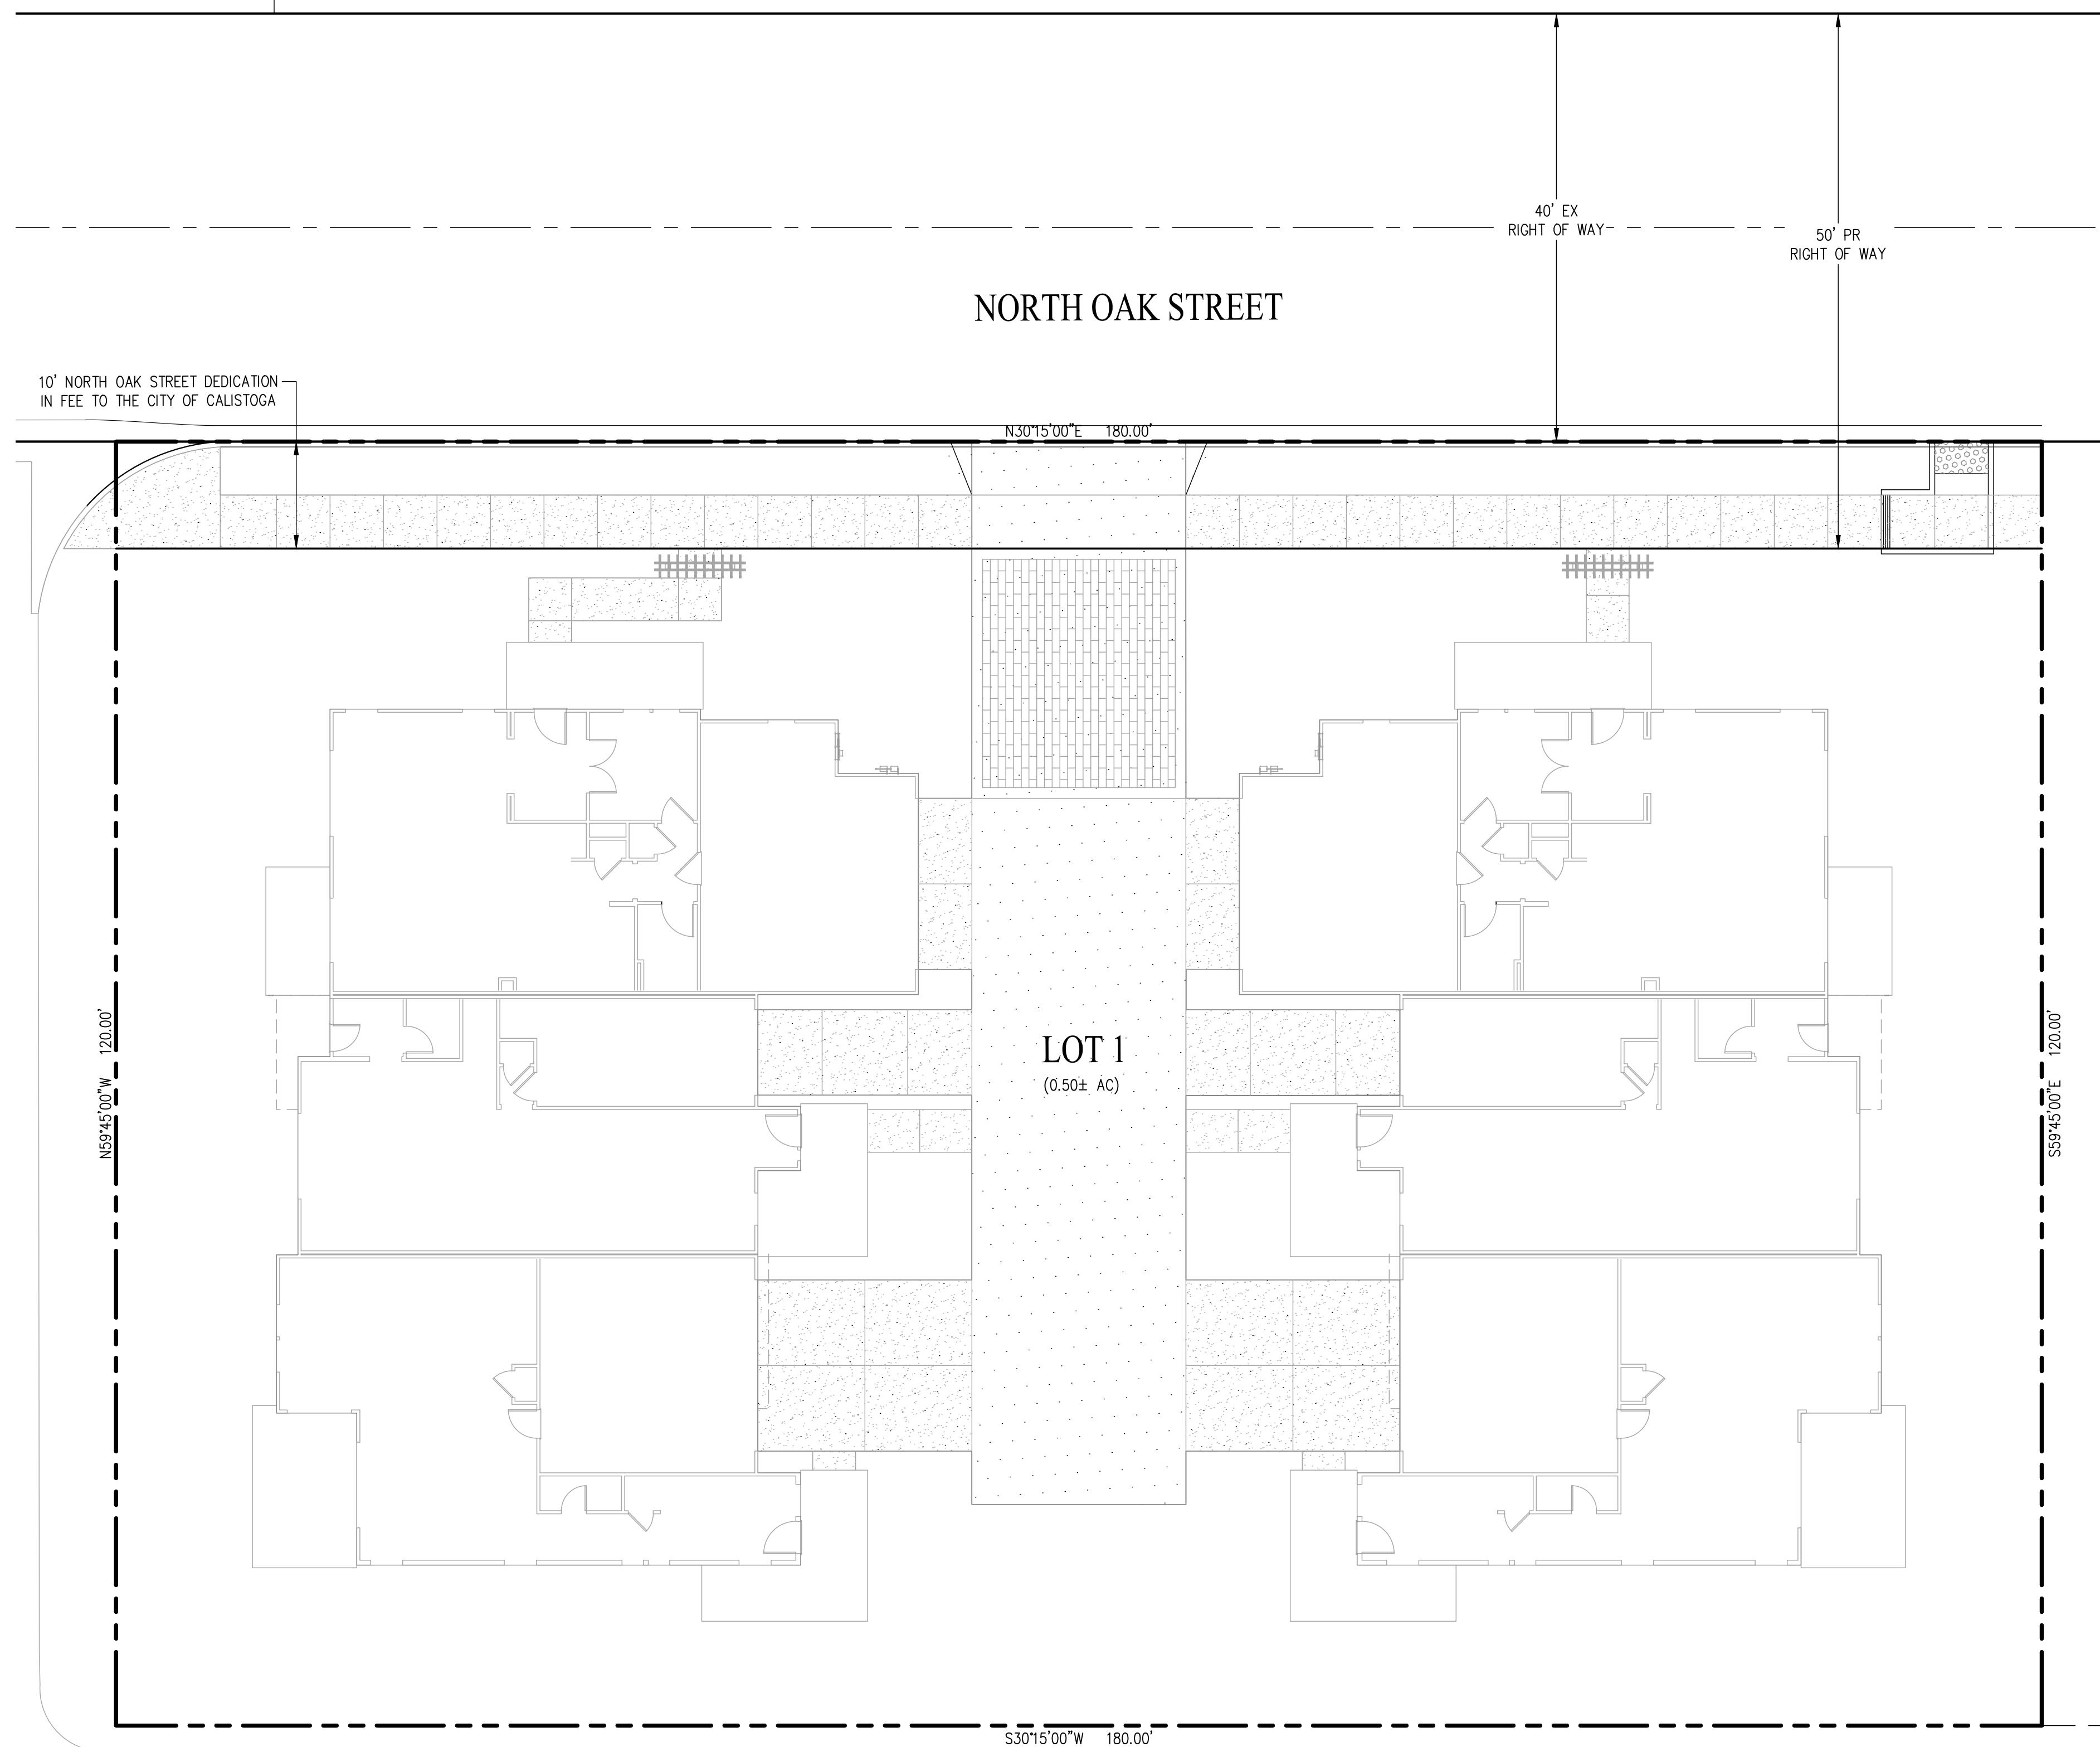 40' EX
RIGHT OF WAY
50' PR
RIGHT OF WAY
NORTH OAK STREET
10' NORTH OAK STREET DEDICATION
IN FEE TO THE CITY OF CALISTOGA
N30°15'00"E 180.00'
N59°45'00"W 120.00'
LOT 1
(0.50± AC)
S59°45'00"E 120.00'
S30°15'00"W 180.00'